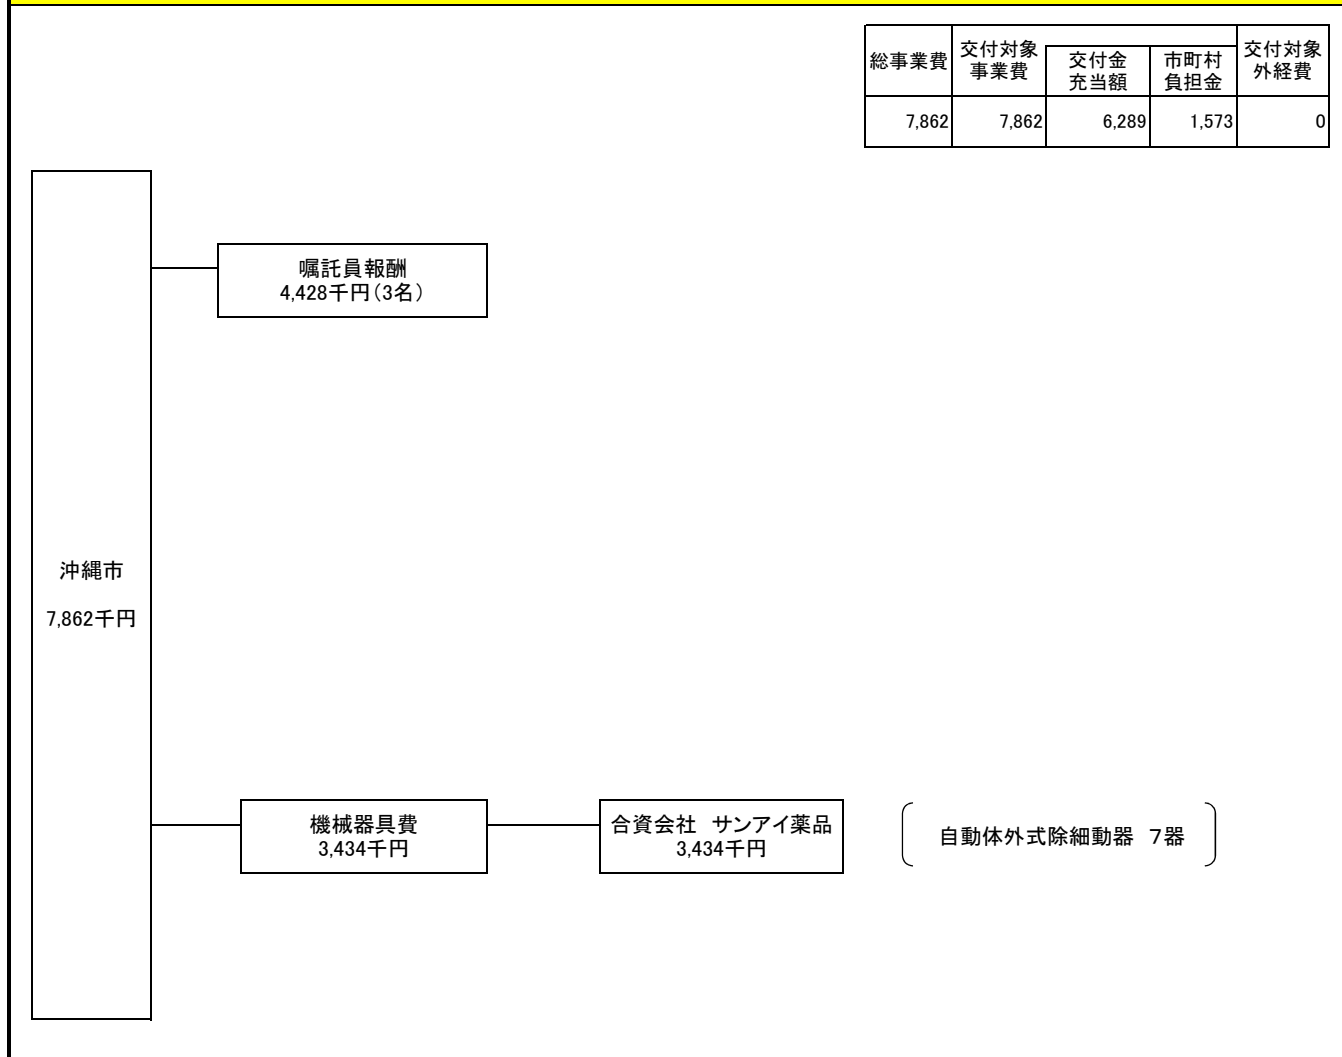 総事業費
交付対象
事業費
交付金
充当額
市町村
負担金
交付対象
外経費
7,862 7,862 6,289 1,573 0
嘱託員報酬
4,428千円（3名）
沖縄市
7,862千円
機械器具費
3,434千円
合資会社　サンアイ薬品
3,434千円
自動体外式除細動器　７器